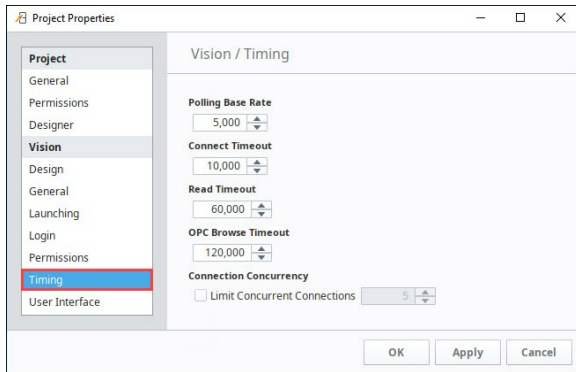 Project Properties
Project
General
Permissions
Designer
Vision
Design
General
Launching
Login
Permissions
Timing
User Interface
Vision / Timing
Polling Base Rate
5,000
Connect Timeout
10,000
Read Timeout
60,000
OPC Browse Timeout
120,000
Connection Concurrency
Limit Concurrent Connections 5
OK Apply Cancel